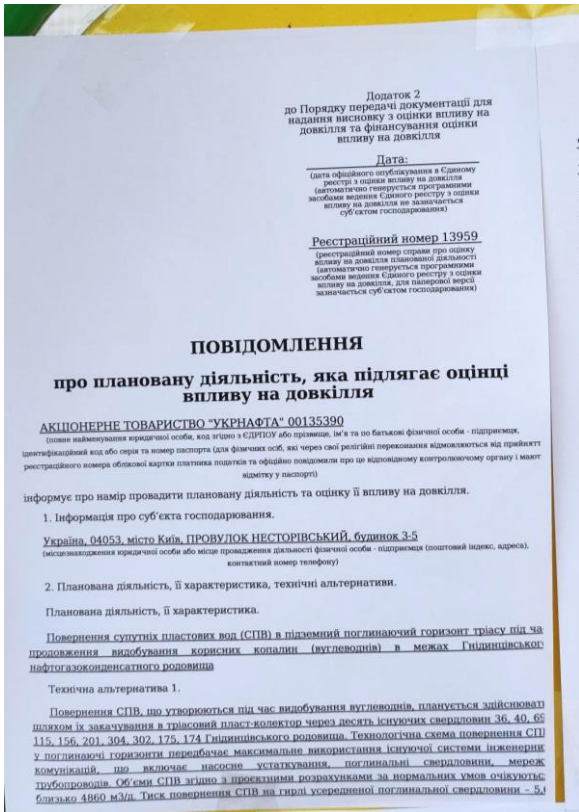 Додаток 2
до Порядку передачі документації для
надання висновку з оцінки впливу на
довкілля та фінансування оцінки
впливу на довкілля
Дата:
(дата офіційного опублікування в Єдиному
реєстрі з оцінки впливу на довкілля
(автоматично генерується програмними
засобами ведення Єдиного реєстру з оцінки
впливу на довкілля не зазначається
суб'єктом господарювання)
Реєстраційний номер 13959
(реєстраційний номер справи про оцінку
впливу на довкілля планованої діяльності
(автоматично генерується програмними
засобами ведення Єдиного реєстру з оцінки
впливу на довкілля, для паперової версії
зазначається суб'єктом господарювання)
ПОВІДОМЛЕННЯ
про плановану діяльність, яка підлягає оцінці
впливу на довкілля
АКЦІОНЕРНЕ ТОВАРИСТВО "УКРНАФТА" 00135390
(повне найменування юридичної особи, код згідно з ЄДРПОУ або прізвище, ім'я та по батькові фізичної особи - підприємця,
ідентифікаційний код або серія та номер паспорта (для фізичних осіб, які через свої релігійні переконання відмовляються від прийнятт
реєстраційного номера облікової картки платника податків та офіційно повідомили про це відповідному контролюючому органу і мают
відмітку у паспорті)
інформує про намір провадити плановану діяльність та оцінку її впливу на довкілля.
1. Інформація про суб'єкта господарювання.
Україна, 04053, місто Київ, ПРОВУЛОК НЕСТОРІВСЬКИЙ, будинок 3-5
(місцезнаходження юридичної особи або місце провадження діяльності фізичної особи - підприємця (поштовий індекс, адреса),
контактний номер телефону)
2. Планована діяльність, її характеристика, технічні альтернативи.
Планована діяльність, її характеристика.
Повернення супутніх пластових вод (СПВ) в підземний поглинаючий горизонт тріасу під ча
продовження видобування корисних копалин (вуглеводнів) в межах Гнідинцівськог
нафтогазоконденсатного родовища
Технічна альтернатива 1.
Повернення СПВ, що утворюються під час видобування вуглеводнів, планується здійснюват
шляхом їх закачування в тріасовий пласт-колектор через десять існуючих свердловин 36, 40, 69
115, 156, 201, 304, 302, 175, 174 Гнідинцівського родовища. Технологічна схема повернення СП
у поглинаючі горизонти передбачає максимальне використання існуючої системи інженерни
комунікацій, що включає насосне устаткування, поглинальні свердловини, мереж
трубопроводів. Об'єми СПВ згідно з проєктними розрахунками за нормальних умов очікуютьс
близько 4860 м3/д. Тиск повернення СПВ на гирлі усередненої поглинальної свердловини – 5,